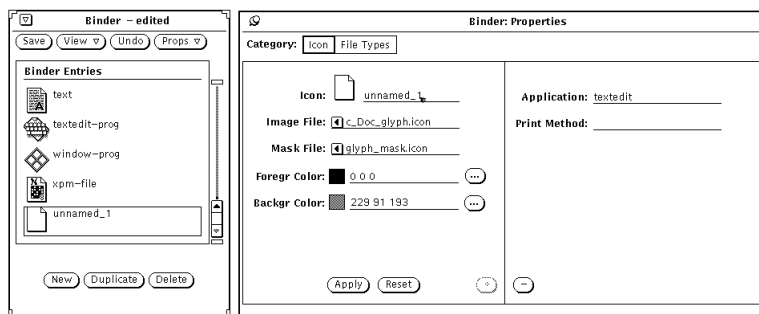 Binder - edited
Save View Undo Props
Binder Entries
text
textedit-prog
window-prog
xpm-file
unnamed_1
New Duplicate Delete
Binder: Properties
Category: Icon File Types
Icon: unnamed_1
Image File: c_Doc_glyph.icon
Mask File: glyph_mask.icon
Foregr Color: 0 0 0 ...
Backgr Color: 229 91 193 ...
Apply Reset + -
Application: textedit
Print Method: